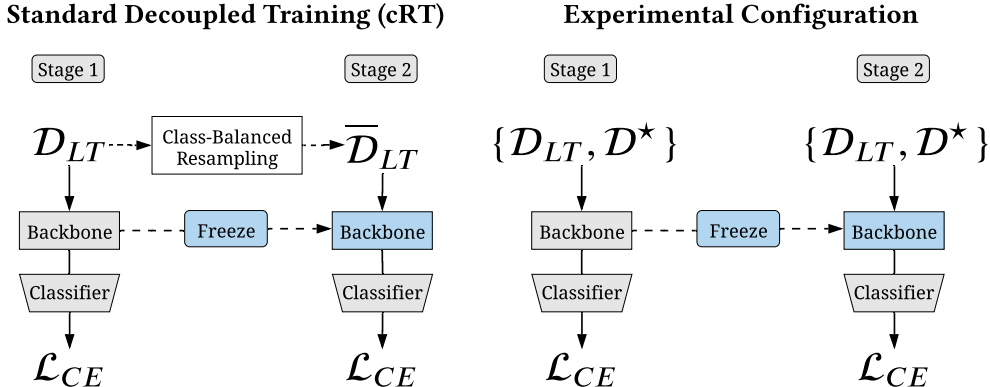 Standard Decoupled Training (cRT)
Stage 1
Stage 2
𝒟_LT
Class-Balanced
Resampling
𝒟̅_LT
Backbone
Freeze
Backbone
Classifier
Classifier
ℒ_CE
ℒ_CE
Experimental Configuration
Stage 1
Stage 2
{𝒟_LT, 𝒟★}
{𝒟_LT, 𝒟★}
Backbone
Freeze
Backbone
Classifier
Classifier
ℒ_CE
ℒ_CE